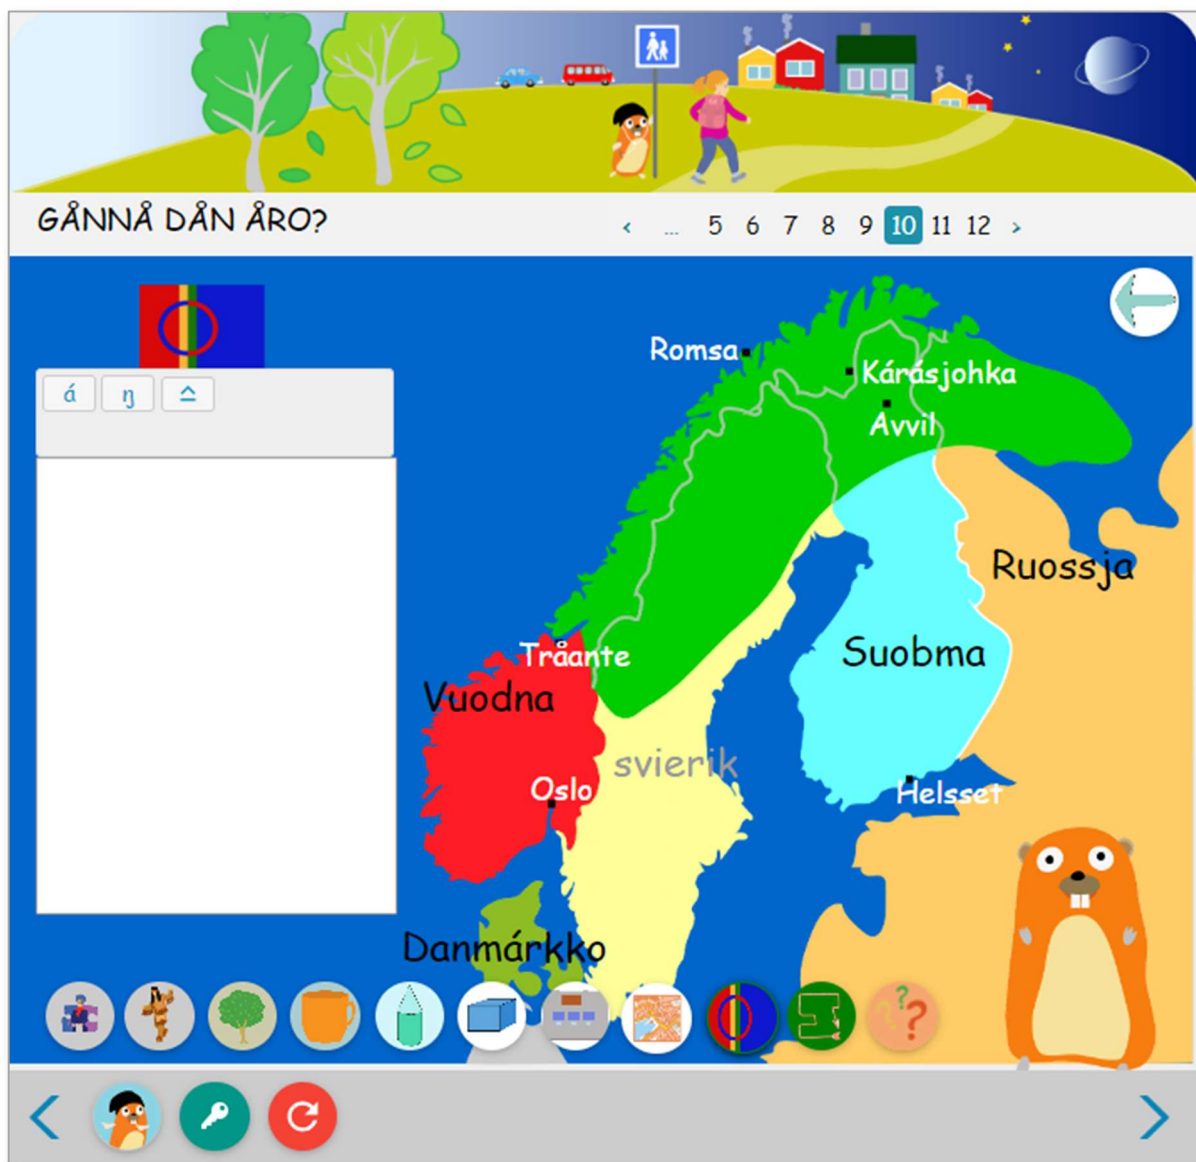 GÅNNÅ DÅN ÅRO?
‹ ... 5 6 7 8 9 10 11 12 ›
á ŋ ≙
Romsa
Kárásjohka
Avvil
Ruossja
Suobma
Tråante
Vuodna
svierik
Oslo
Helsset
Danmárkko
? ? ?